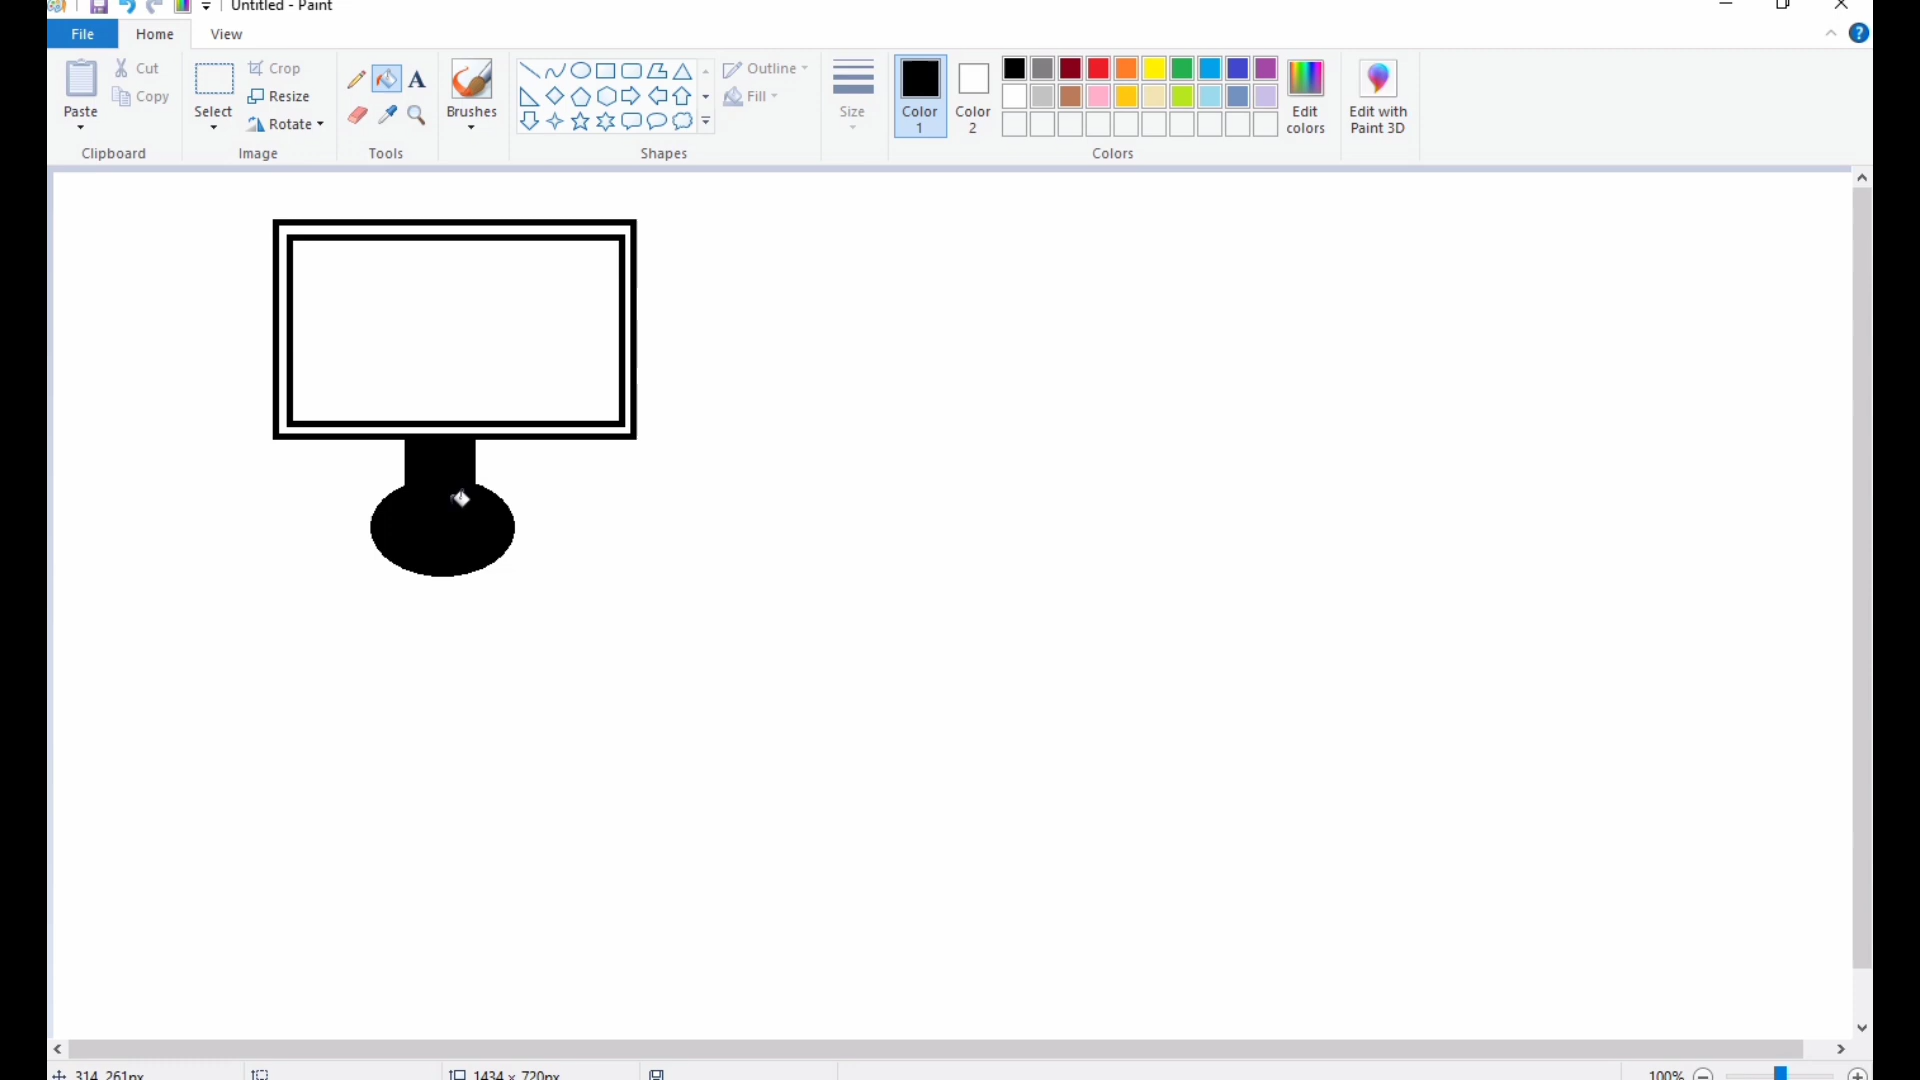 Untitled - Paint
File Home View
Paste
Cut
Copy
Clipboard
Select
Crop
Resize
Rotate
Image
A
Tools
Brushes
Shapes
Outline
Fill
Size
Color
1
Color
2
Edit
colors
Colors
Edit with
Paint 3D
?
314, 261px
1434 × 720px
100%